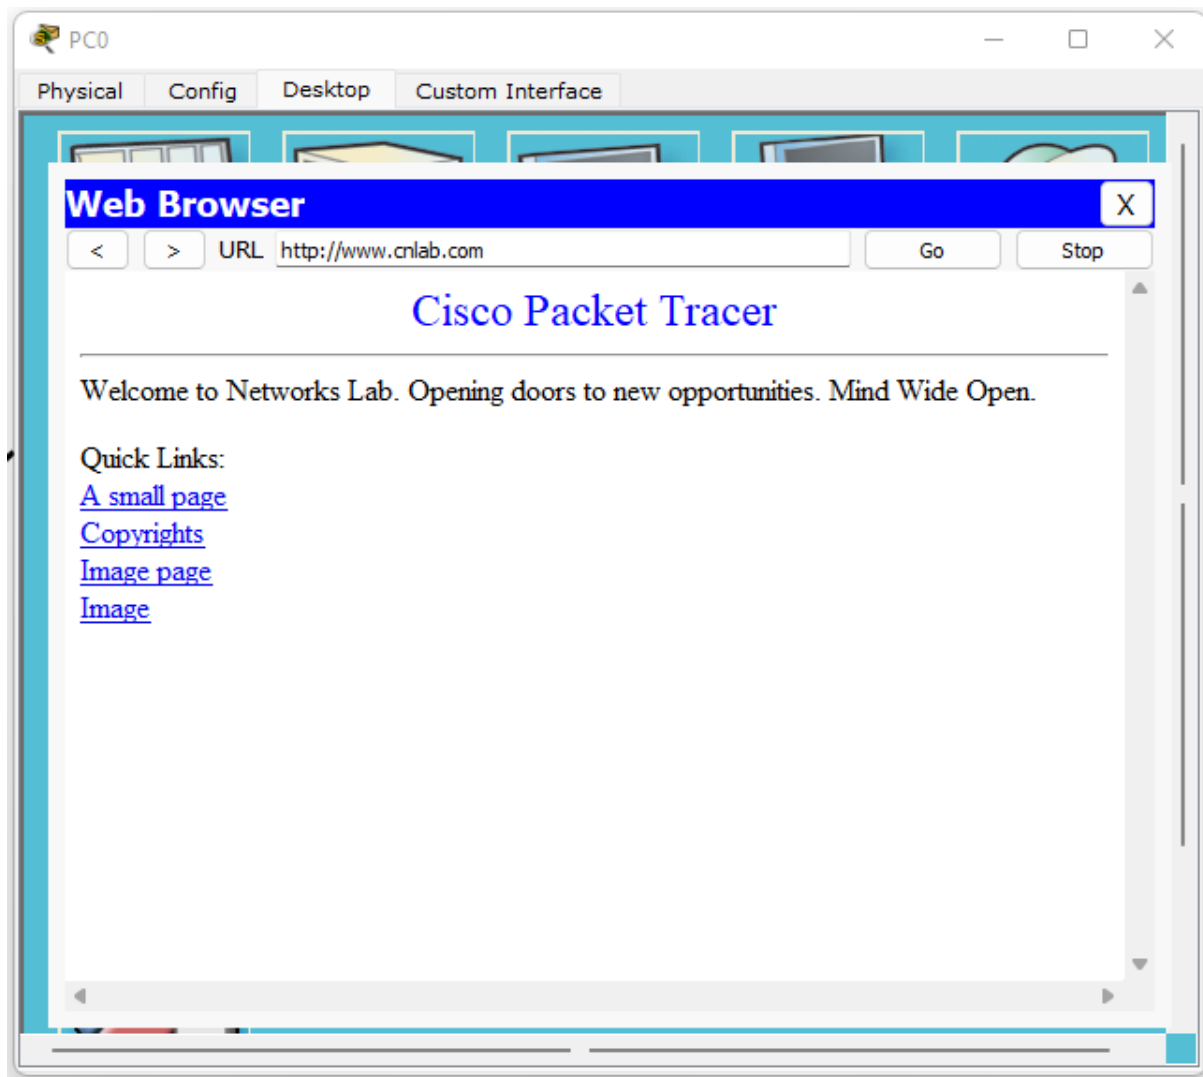 PC0
Physical Config Desktop Custom Interface
Web Browser X
< > URL http://www.cnlab.com Go Stop
Cisco Packet Tracer
Welcome to Networks Lab. Opening doors to new opportunities. Mind Wide Open.
Quick Links:
A small page
Copyrights
Image page
Image